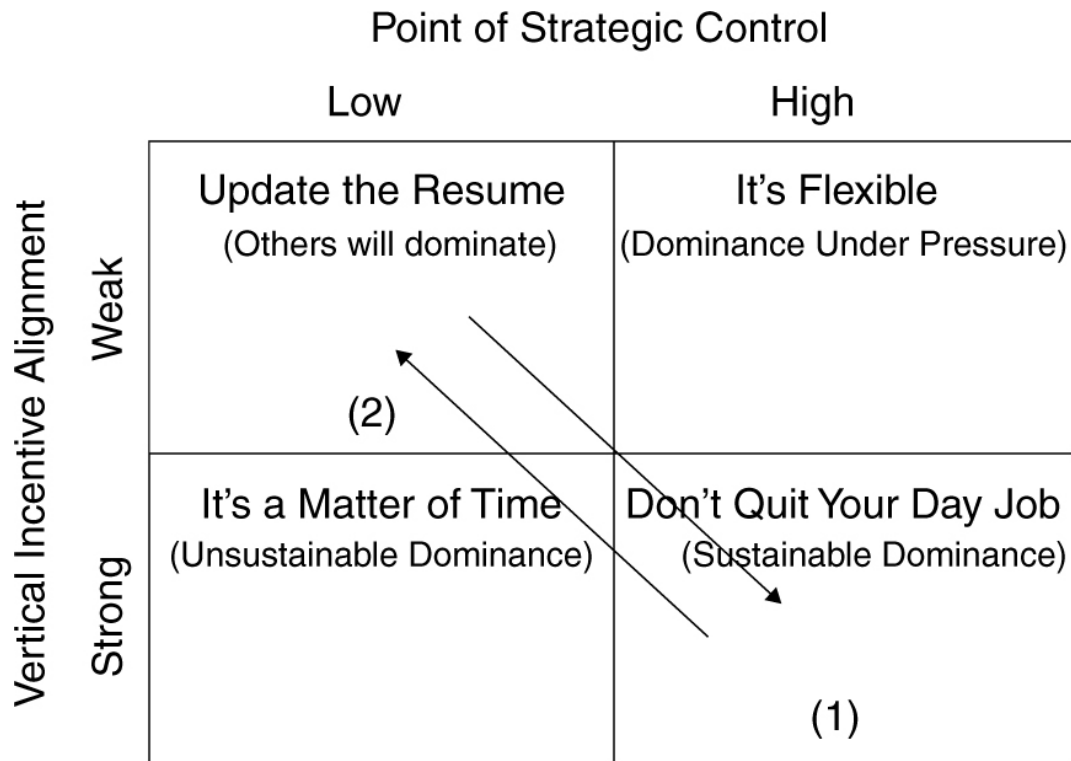 Point of Strategic Control
Low
High
Vertical Incentive Alignment
Weak
Update the Resume
(Others will dominate)
It’s Flexible
(Dominance Under Pressure)
(2)
Strong
It’s a Matter of Time
(Unsustainable Dominance)
Don’t Quit Your Day Job
(Sustainable Dominance)
(1)